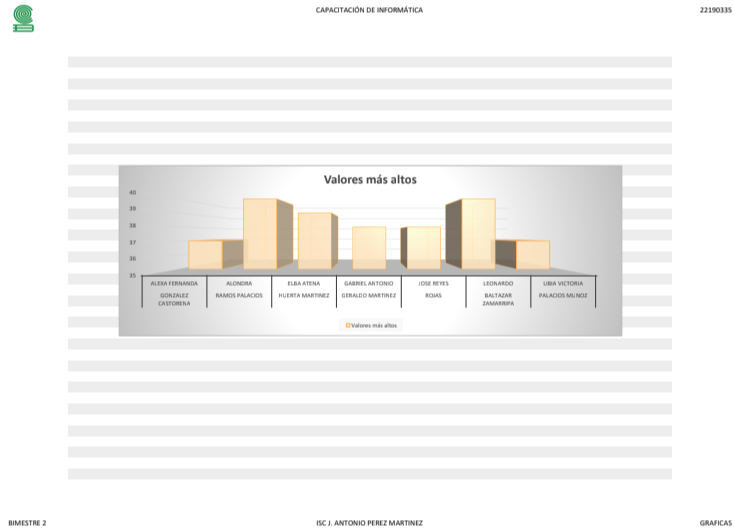 CAPACITACIÓN DE INFORMÁTICA
22190335
Valores más altos
40
39
38
37
36
35
ALEXA FERNANDA
ALONDRA
ELBA ATENA
GABRIEL ANTONIO
JOSE REYES
LEONARDO
LIBIA VICTORIA
GONZALEZ CASTORENA
RAMOS PALACIOS
HUERTA MARTINEZ
GERALDO MARTINEZ
ROJAS
BALTAZAR ZAMARRIPA
PALACIOS MUNOZ
Valores más altos
BIMESTRE 2
ISC J. ANTONIO PEREZ MARTINEZ
GRAFICAS